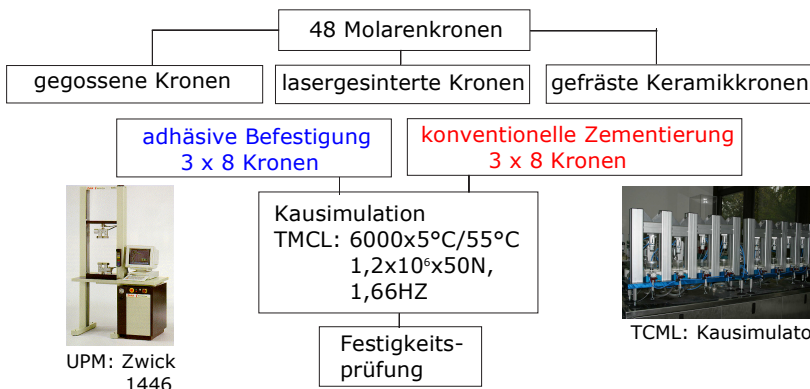 48 Molarenkronen
gegossene Kronen
lasergesinterte Kronen
gefräste Keramikkronen
adhäsive Befestigung
3 x 8 Kronen
konventionelle Zementierung
3 x 8 Kronen
Kausimulation
TMCL: 6000x5°C/55°C
1,2x10⁶x50N,
1,66HZ
UPM: Zwick
1446
TCML: Kausimulato
Festigkeits-
prüfung